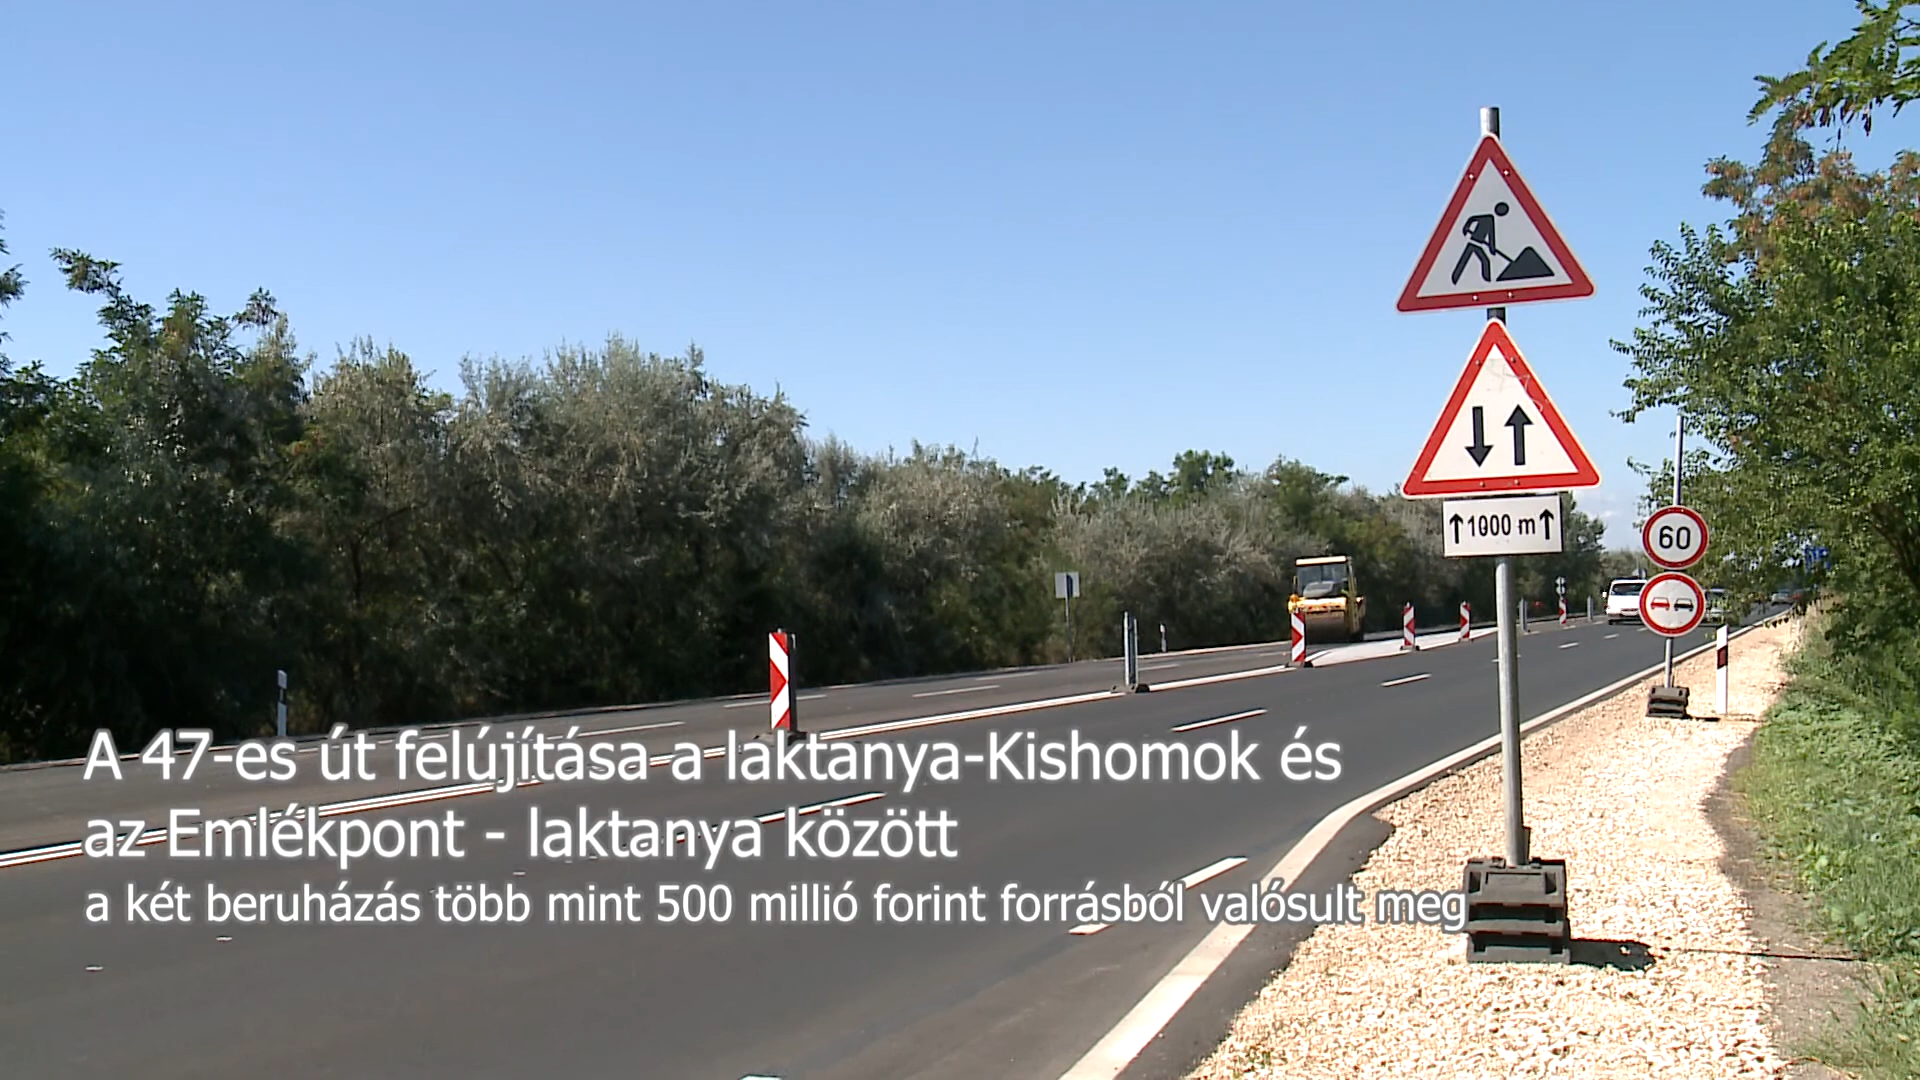 ↑1000 m↑
60
A 47-es út felújítása a laktanya-Kishomok és
az Emlékpont - laktanya között
a két beruházás több mint 500 millió forint forrásból valósult meg